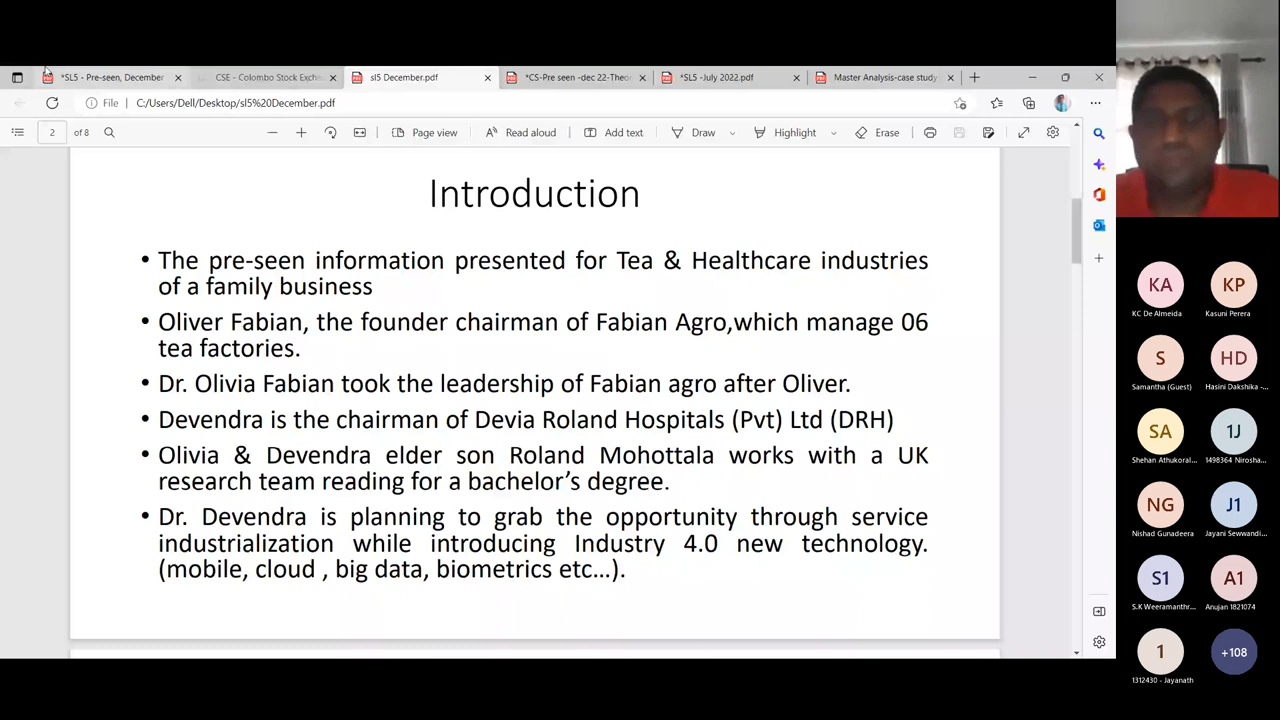 *SL5 - Pre-seen, December
CSE - Colombo Stock Excha
sl5 December.pdf
*CS-Pre seen -dec 22-Theor
*SL5 -July 2022.pdf
Master Analysis-case study
File
C:/Users/Dell/Desktop/sl5%20December.pdf
2 of 8
Page view
Read aloud
Add text
Draw
Highlight
Erase
Introduction
• The pre-seen information presented for Tea & Healthcare industries
of a family business
• Oliver Fabian, the founder chairman of Fabian Agro,which manage 06
tea factories.
• Dr. Olivia Fabian took the leadership of Fabian agro after Oliver.
• Devendra is the chairman of Devia Roland Hospitals (Pvt) Ltd (DRH)
• Olivia & Devendra elder son Roland Mohottala works with a UK
research team reading for a bachelor's degree.
• Dr. Devendra is planning to grab the opportunity through service
industrialization while introducing Industry 4.0 new technology.
(mobile, cloud , big data, biometrics etc...).
KA
KP
KC De Almeida
Kasuni Perera
S
HD
Samantha (Guest)
Hasini Dakshika -...
SA
1J
Shehan Athukoral...
1498364 Nirosha...
NG
J1
Nishad Gunadeera
Jayani Sewwandi...
S1
A1
S.K Weeramanthr...
Anujan 1821074
1
+108
1312430 - Jayanath